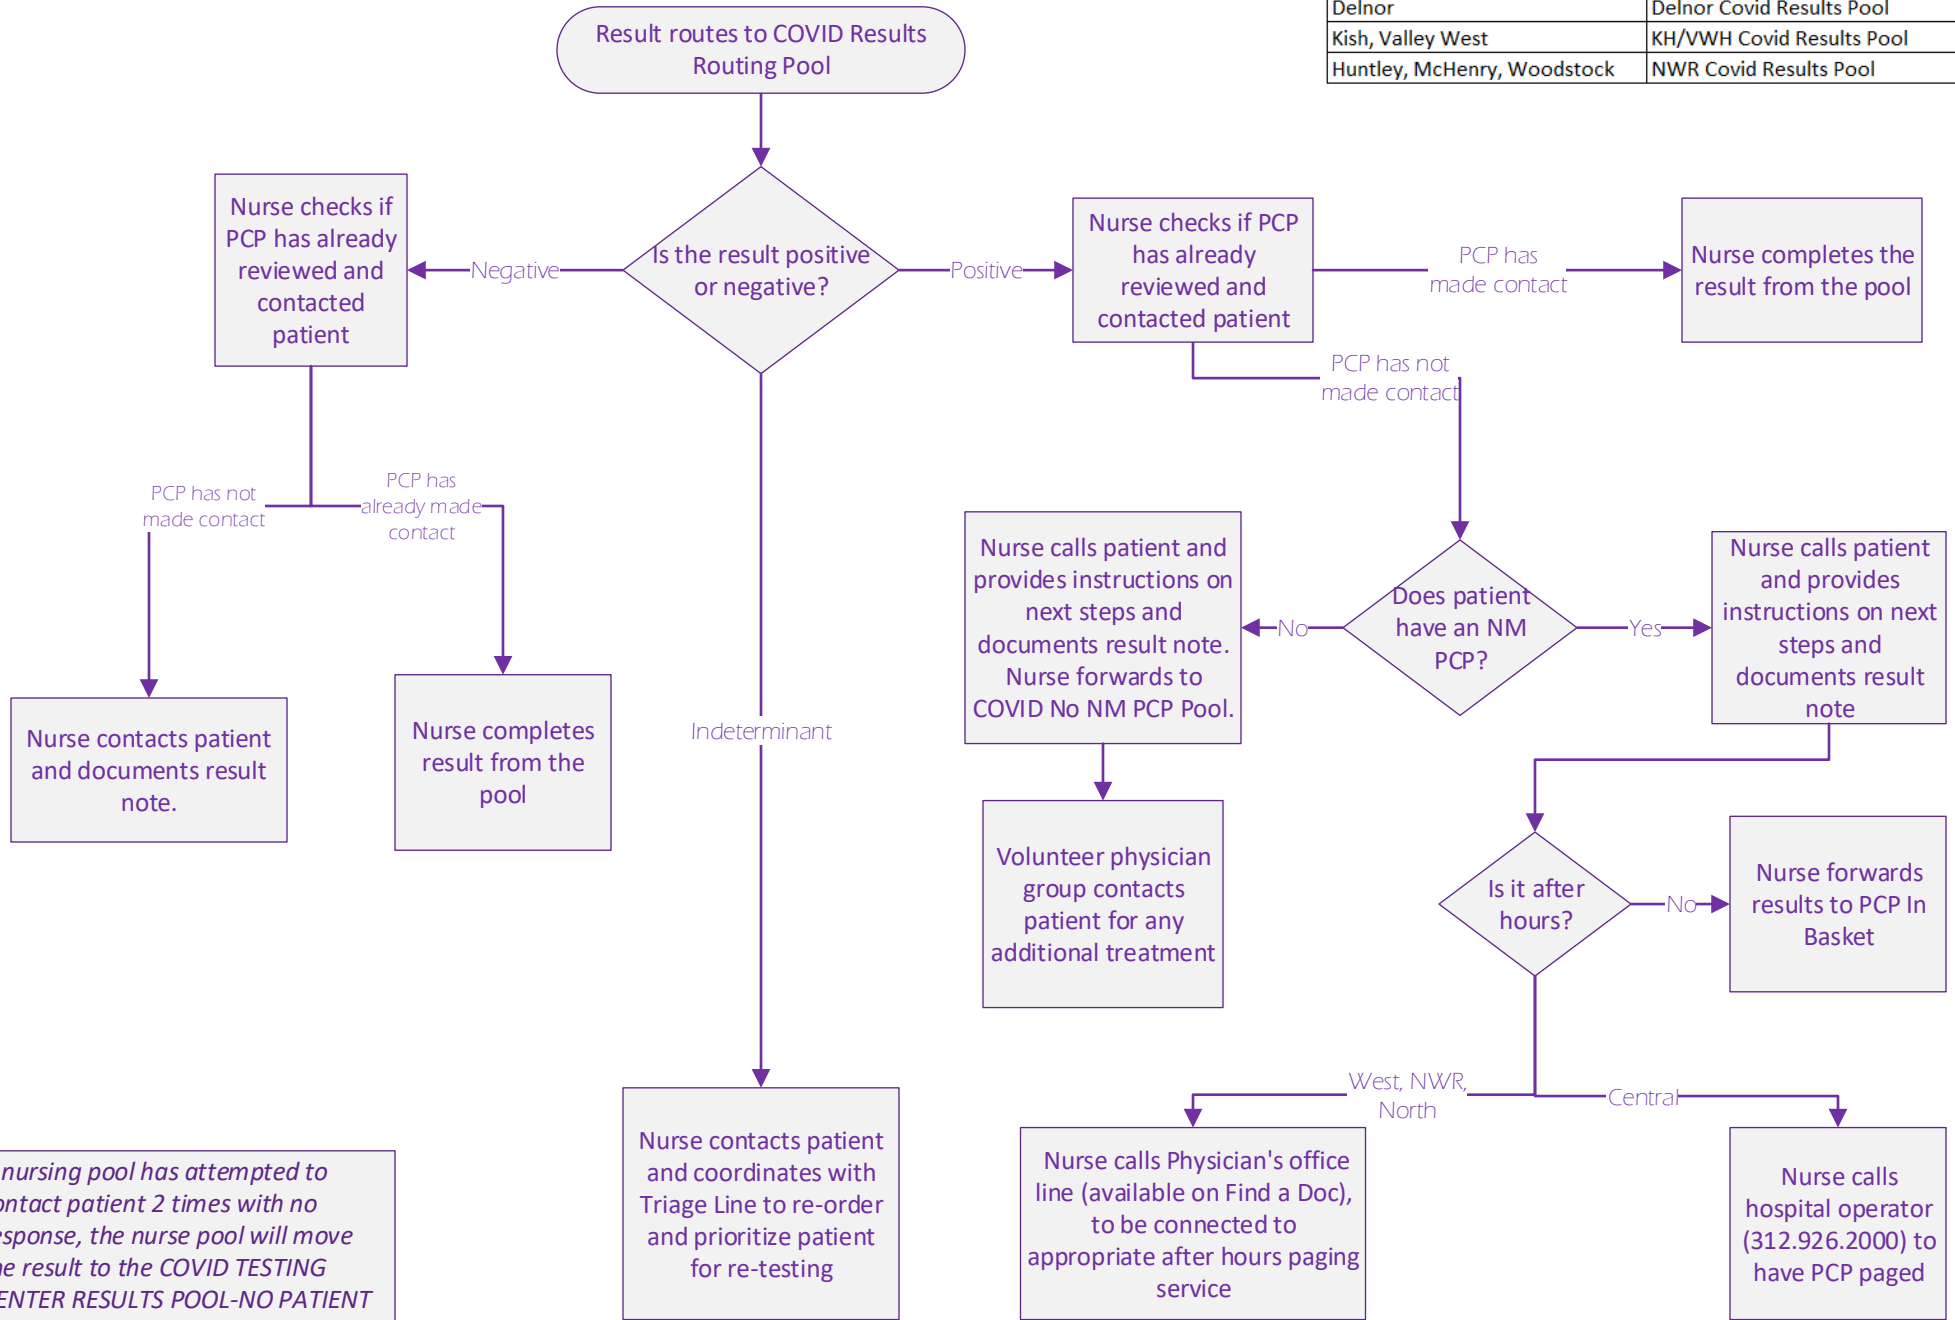 Delnor Delnor Covid Results Pool
Kish, Valley West KH/VWH Covid Results Pool
Huntley, McHenry, Woodstock NWR Covid Results Pool
Result routes to COVID Results
Routing Pool
Is the result positive
or negative?
Negative
Positive
Indeterminant
Nurse checks if
PCP has already
reviewed and
contacted
patient
PCP has not
made contact
PCP has
already made
contact
Nurse contacts patient
and documents result
note.
Nurse completes
result from the
pool
Nurse checks if PCP
has already
reviewed and
contacted patient
PCP has
made contact
Nurse completes the
result from the pool
PCP has not
made contact
Does patient
have an NM
PCP?
No
Yes
Nurse calls patient and
provides instructions on
next steps and
documents result note.
Nurse forwards to
COVID No NM PCP Pool.
Volunteer physician
group contacts
patient for any
additional treatment
Nurse calls patient
and provides
instructions on next
steps and
documents result
note
Is it after
hours?
No
Nurse forwards
results to PCP In
Basket
West, NWR,
North
Central
Nurse contacts patient
and coordinates with
Triage Line to re-order
and prioritize patient
for re-testing
Nurse calls Physician's office
line (available on Find a Doc),
to be connected to
appropriate after hours paging
service
Nurse calls
hospital operator
(312.926.2000) to
have PCP paged
nursing pool has attempted to
ontact patient 2 times with no
esponse, the nurse pool will move
he result to the COVID TESTING
ENTER RESULTS POOL-NO PATIENT